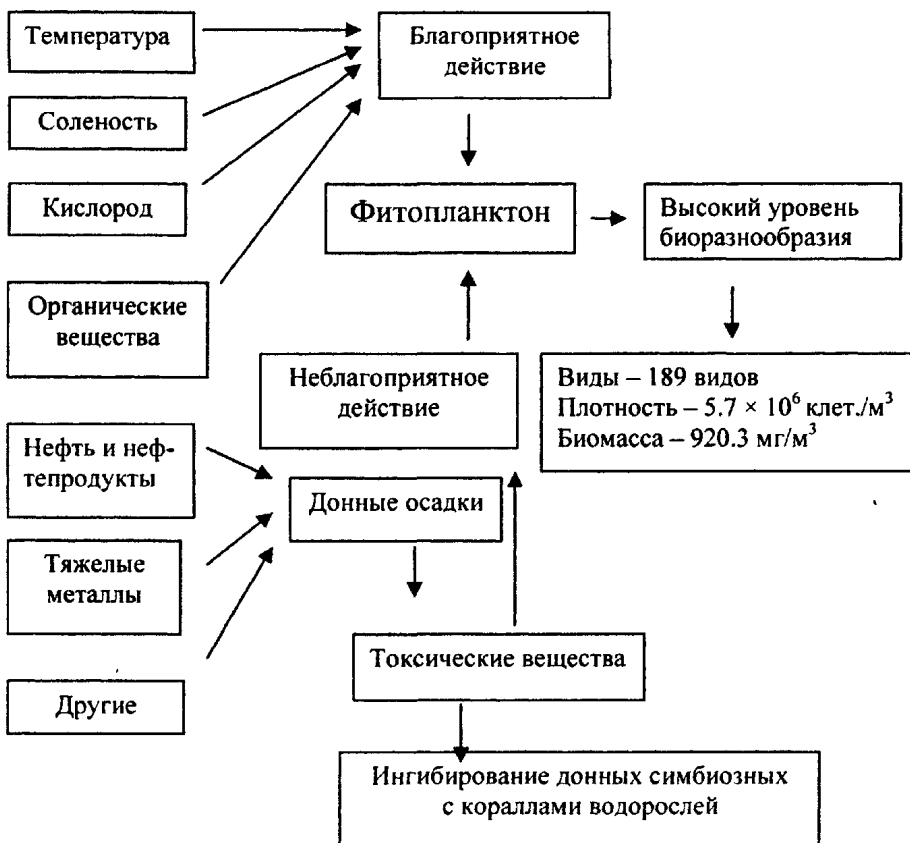 Температура
Благоприятное
действие
Соленость
Кислород
Фитопланктон
Высокий уровень
биоразнообразия
Органические
вещества
Неблагоприятное
действие
Виды – 189 видов
Плотность – 5.7 × 10⁶ клет./м³
Биомасса – 920.3 мг/м³
Нефть и неф-
тепродукты
Донные осадки
Тяжелые
металлы
Токсические вещества
Другие
Ингибирование донных симбиозных
с кораллами водорослей